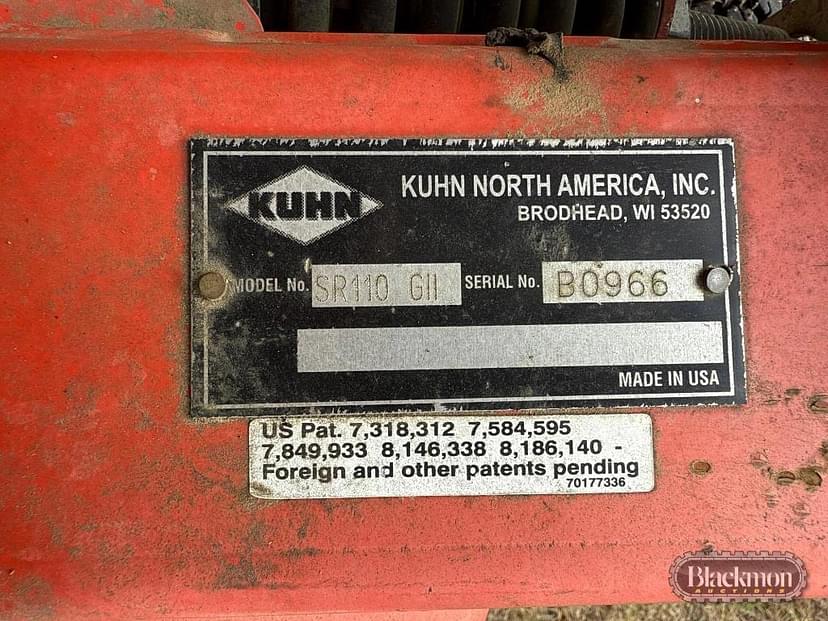 KUHN
KUHN NORTH AMERICA, INC.
BRODHEAD, WI 53520
MODEL No. SR110 GII SERIAL No. B0966
MADE IN USA
US Pat. 7,318,312 7,584,595
7,849,933 8,146,338 8,186,140 -
Foreign and other patents pending
70177336
Blackmon
AUCTIONS